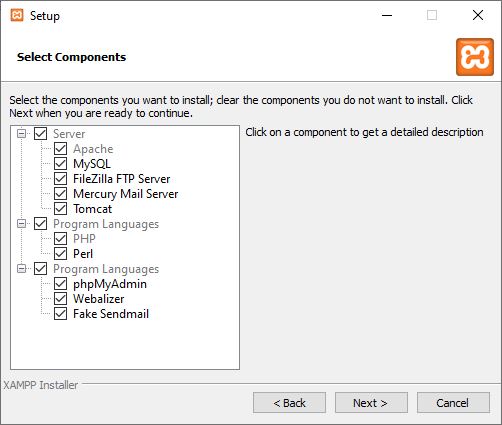 Setup
Select Components
Select the components you want to install; clear the components you do not want to install. Click
Next when you are ready to continue.
Server
Apache
MySQL
FileZilla FTP Server
Mercury Mail Server
Tomcat
Program Languages
PHP
Perl
Program Languages
phpMyAdmin
Webalizer
Fake Sendmail
Click on a component to get a detailed description
XAMPP Installer
< Back
Next >
Cancel